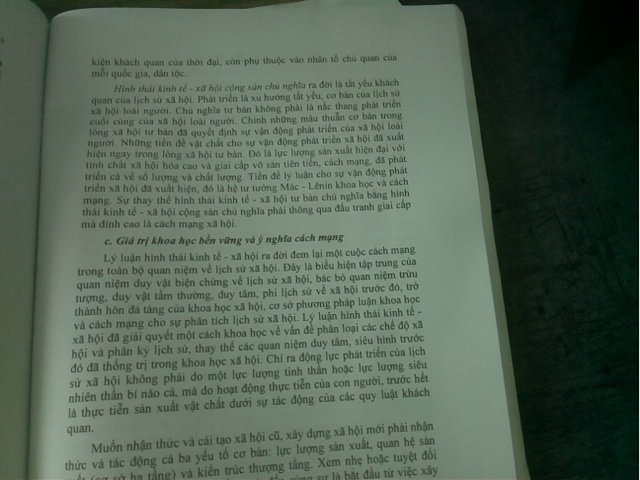 kiện khách quan của thời đại, còn phụ thuộc vào nhân tố chủ quan của
mỗi quốc gia, dân tộc.
Hình thái kinh tế - xã hội cộng sản chủ nghĩa ra đời là tất yếu khách
quan của lịch sử xã hội. Phát triển là xu hướng tất yếu, cơ bản của lịch sử
xã hội loài người. Chủ nghĩa tư bản không phải là nấc thang phát triển
cuối cùng của xã hội loài người. Chính những mâu thuẫn cơ bản trong
lòng xã hội tư bản đã quyết định sự vận động phát triển của xã hội loài
người. Những tiền đề vật chất cho sự vận động phát triển xã hội đã xuất
hiện ngay trong lòng xã hội tư bản. Đó là lực lượng sản xuất hiện đại với
tính chất xã hội hóa cao và giai cấp vô sản tiên tiến, cách mạng, đã phát
triển cả về số lượng và chất lượng. Tiền đề lý luận cho sự vận động phát
triển xã hội đã xuất hiện, đó là hệ tư tưởng Mác - Lênin khoa học và cách
mạng. Sự thay thế hình thái kinh tế - xã hội tư bản chủ nghĩa bằng hình
thái kinh tế - xã hội cộng sản chủ nghĩa phải thông qua đấu tranh giai cấp
mà đỉnh cao là cách mạng xã hội.
c. Giá trị khoa học bền vững và ý nghĩa cách mạng
Lý luận hình thái kinh tế - xã hội ra đời đem lại một cuộc cách mạng
trong toàn bộ quan niệm về lịch sử xã hội. Đây là biểu hiện tập trung của
quan niệm duy vật biện chứng về lịch sử xã hội, bác bỏ quan niệm trừu
tượng, duy vật tầm thường, duy tâm, phi lịch sử về xã hội trước đó, trở
thành hòn đá tảng của khoa học xã hội, cơ sở phương pháp luận khoa học
và cách mạng cho sự phân tích lịch sử xã hội. Lý luận hình thái kinh tế -
xã hội đã giải quyết một cách khoa học về vấn đề phân loại các chế độ xã
hội và phân kỳ lịch sử, thay thế các quan niệm duy tâm, siêu hình trước
đó đã thống trị trong khoa học xã hội. Chỉ ra động lực phát triển của lịch
sử xã hội không phải do một lực lượng tinh thần hoặc lực lượng siêu
nhiên thần bí nào cả, mà do hoạt động thực tiễn của con người, trước hết
là thực tiễn sản xuất vật chất dưới sự tác động của các quy luật khách
quan.
Muốn nhận thức và cải tạo xã hội cũ, xây dựng xã hội mới phải nhận
thức và tác động cả ba yếu tố cơ bản: lực lượng sản xuất, quan hệ sản
(cơ sở hạ tầng) và kiến trúc thượng tầng. Xem nhẹ hoặc tuyệt đối
là bắt đầu từ việc xây